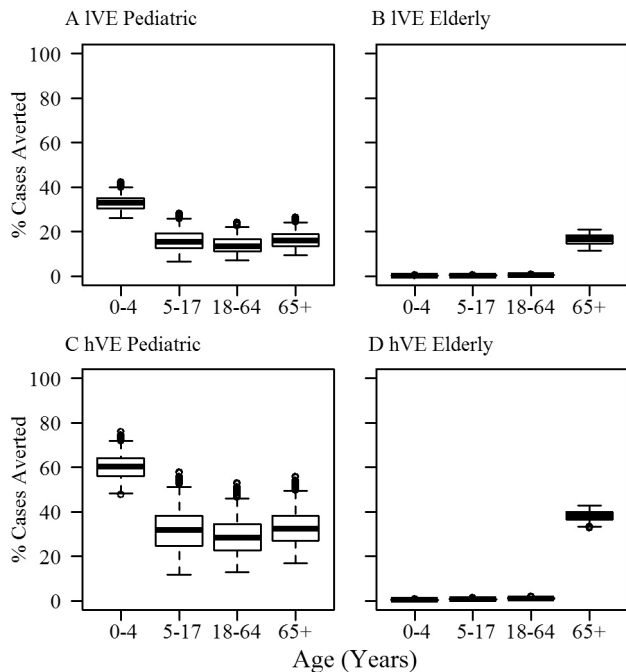 A lVE Pediatric
B lVE Elderly
% Cases Averted
100
80
60
40
20
0
0-4 5-17 18-64 65+
0-4 5-17 18-64 65+
C hVE Pediatric
D hVE Elderly
% Cases Averted
100
80
60
40
20
0
0-4 5-17 18-64 65+
0-4 5-17 18-64 65+
Age (Years)